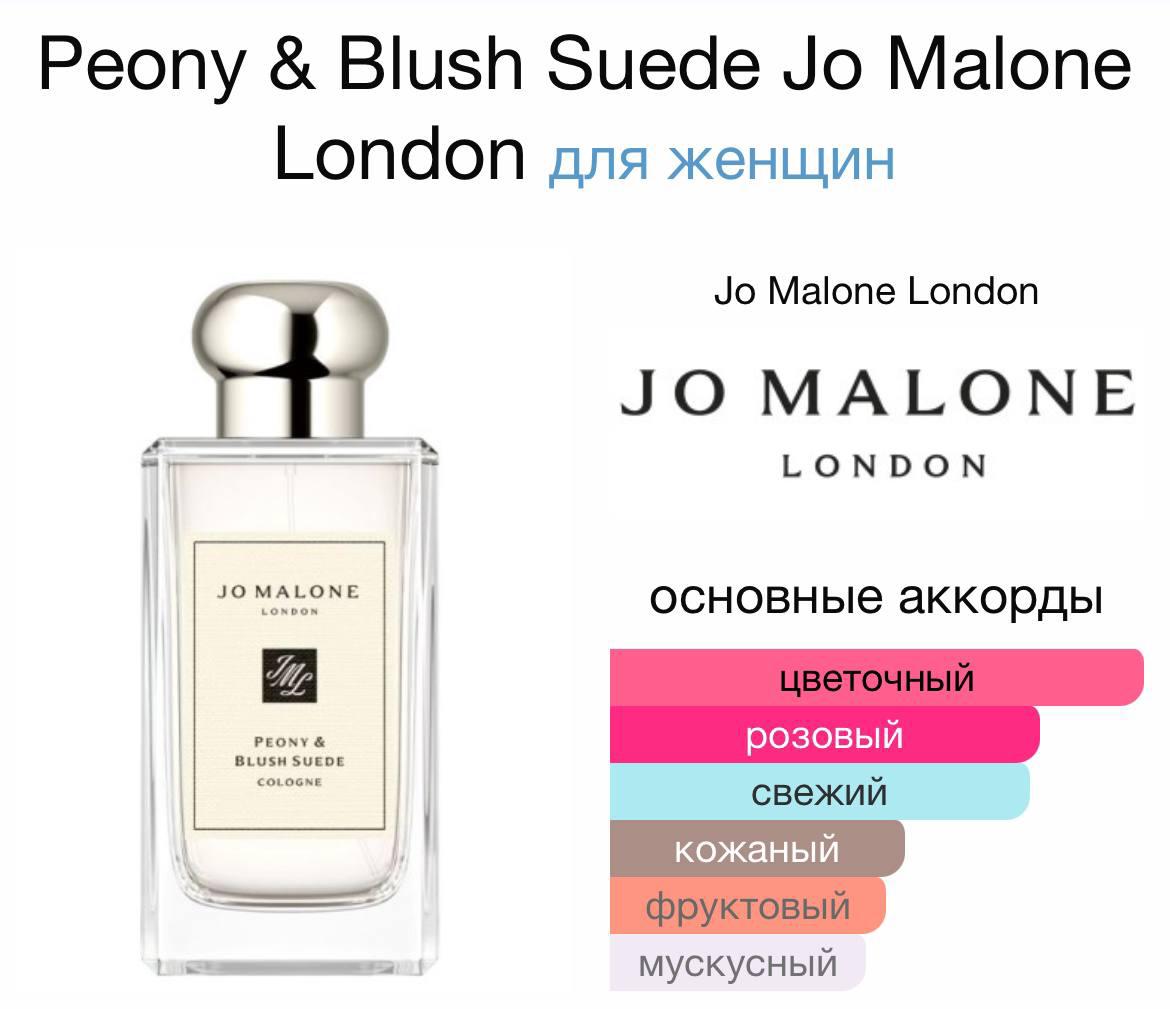 Peony & Blush Suede Jo Malone
London для женщин
Jo Malone London
JO MALONE
LONDON
JO MALONE
LONDON
JML
PEONY &
BLUSH SUEDE
COLOGNE
основные аккорды
цветочный
розовый
свежий
кожаный
фруктовый
мускусный